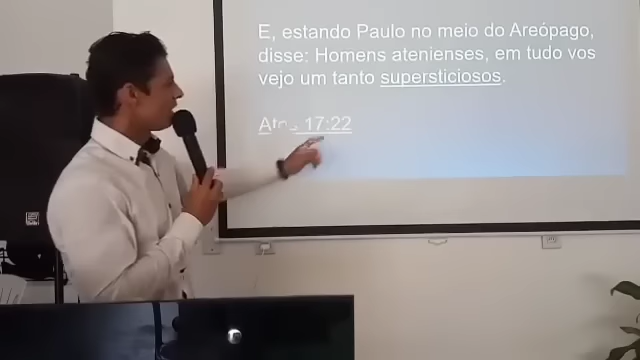 E, estando Paulo no meio do Areópago,
disse: Homens atenienses, em tudo vos
vejo um tanto supersticiosos.
17:22